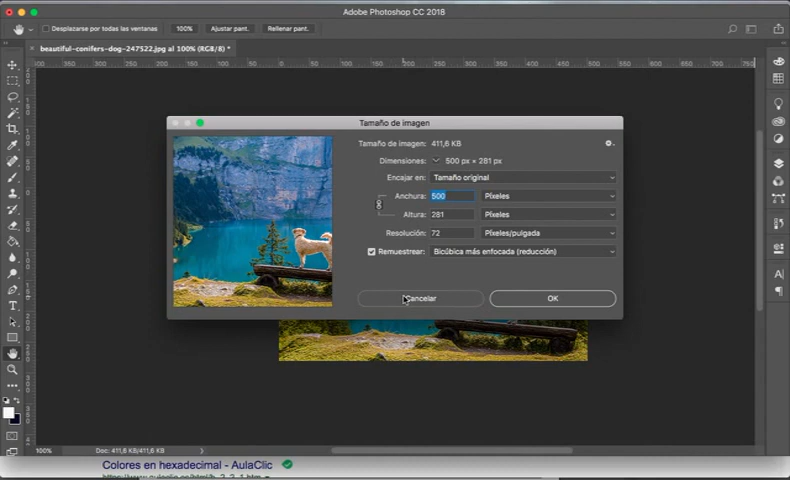 Adobe Photoshop CC 2018
Desplazarse por todas las ventanas 100% Ajustar pant. Rellenar pant.
× beautiful-conifers-dog-247522.jpg al 100% (RGB/8) *
Tamaño de imagen
Tamaño de imagen: 411,6 KB
Dimensiones: 500 px × 281 px
Encajar en: Tamaño original
Anchura: 500 Píxeles
Altura: 281 Píxeles
Resolución: 72 Píxeles/pulgada
Remuestrear: Bicúbica más enfocada (reducción)
Cancelar OK
100% Doc: 411,6 KB/411,6 KB
Colores en hexadecimal - AulaClic